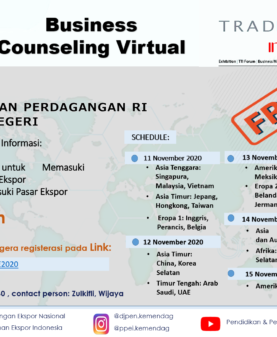 Business
Counseling Virtual
TRAD
Exhibition | ITR Forum | Business M
AN PERDAGANGAN RI
EGERI
Informasi:
untuk Memasuki
Ekspor
suki Pasar Ekspor
n
gera registerasi pada Link:
2020
0 , contact person: Zulkifli, Wijaya
SCHEDULE:
11 November 2020
• Asia Tenggara:
Singapura,
Malaysia, Vietnam
• Asia Timur: Jepang,
Hongkong, Taiwan
• Eropa 1: Inggris,
Perancis, Belgia
12 November 2020
• Asia Timur:
China, Korea
Selatan
• Timur Tengah: Arab
Saudi, UAE
FR
13 Novemb
• Amerik
Meksik
• Eropa 2
Beland
Jerman
14 Novemb
• Asia
dan Au
• Afrika:
Selatan
15 Novem
• Amerik
ngan Ekspor Nasional
an Ekspor Indonesia
@djpen.kemendag
@ppei.kemendag
Pendidikan & Pe